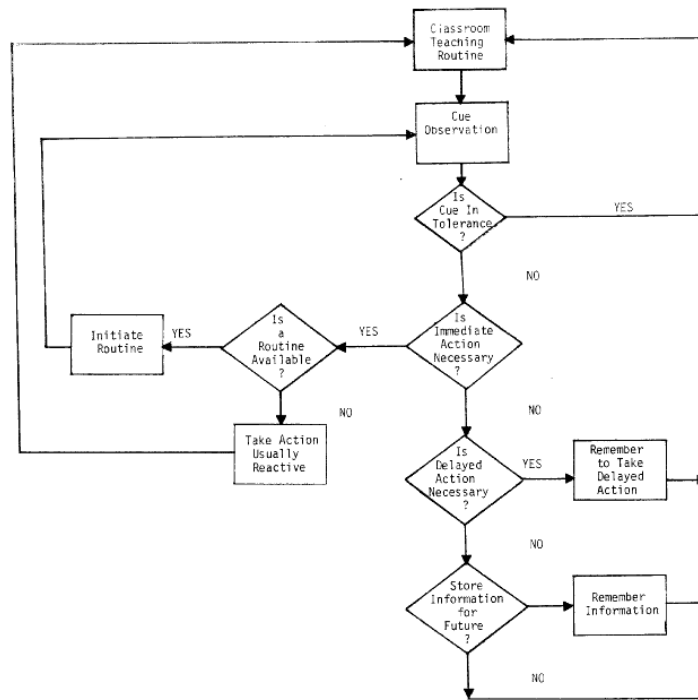 Classroom
Teaching
Routine
Cue
Observation
Is
Cue In
Tolerance
?
YES
NO
Is
Immediate
Action
Necessary
?
YES
Is
a
Routine
Available
?
YES
Initiate
Routine
NO
Take Action
Usually
Reactive
NO
Is
Delayed
Action
Necessary
?
YES
Remember
to Take
Delayed
Action
NO
Store
Information
for
Future
?
Remember
Information
NO